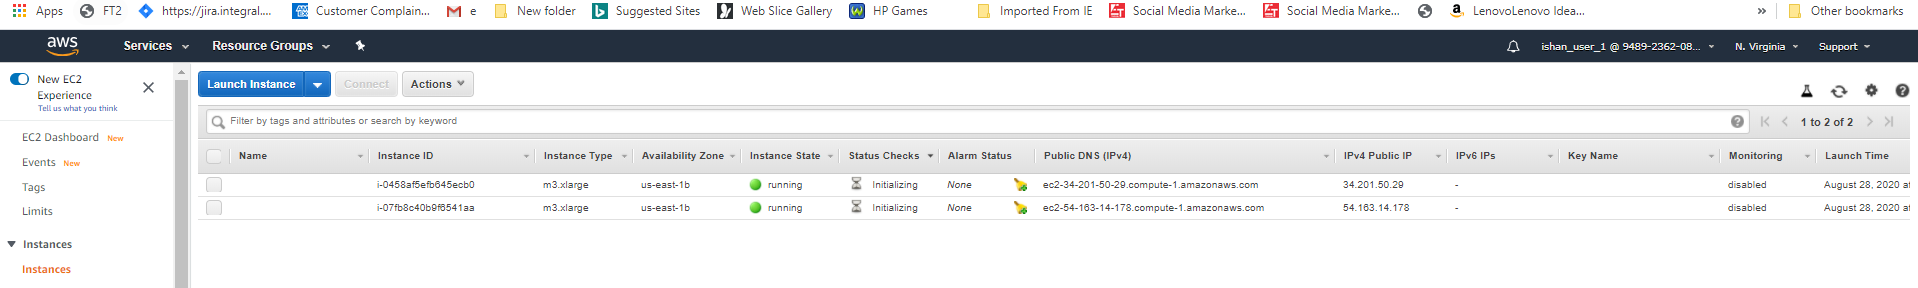 Apps FT2 https://jira.integral.... Customer Complain... e New folder Suggested Sites Web Slice Gallery HP Games Imported From IE Social Media Marke... Social Media Marke... LenovoLenovo Idea... » Other bookmarks
aws Services Resource Groups ishan_user_1 @ 9489-2362-08... N. Virginia Support
New EC2 Experience
Tell us what you think
EC2 Dashboard New
Events New
Tags
Limits
Instances
Instances
Launch Instance Connect Actions
Filter by tags and attributes or search by keyword 1 to 2 of 2
Name Instance ID Instance Type Availability Zone Instance State Status Checks Alarm Status Public DNS (IPv4) IPv4 Public IP IPv6 IPs Key Name Monitoring Launch Time
i-0458af5efb645ecb0 m3.xlarge us-east-1b running Initializing None ec2-34-201-50-29.compute-1.amazonaws.com 34.201.50.29 - disabled August 28, 2020 at
i-07fb8c40b9f6541aa m3.xlarge us-east-1b running Initializing None ec2-54-163-14-178.compute-1.amazonaws.com 54.163.14.178 - disabled August 28, 2020 at